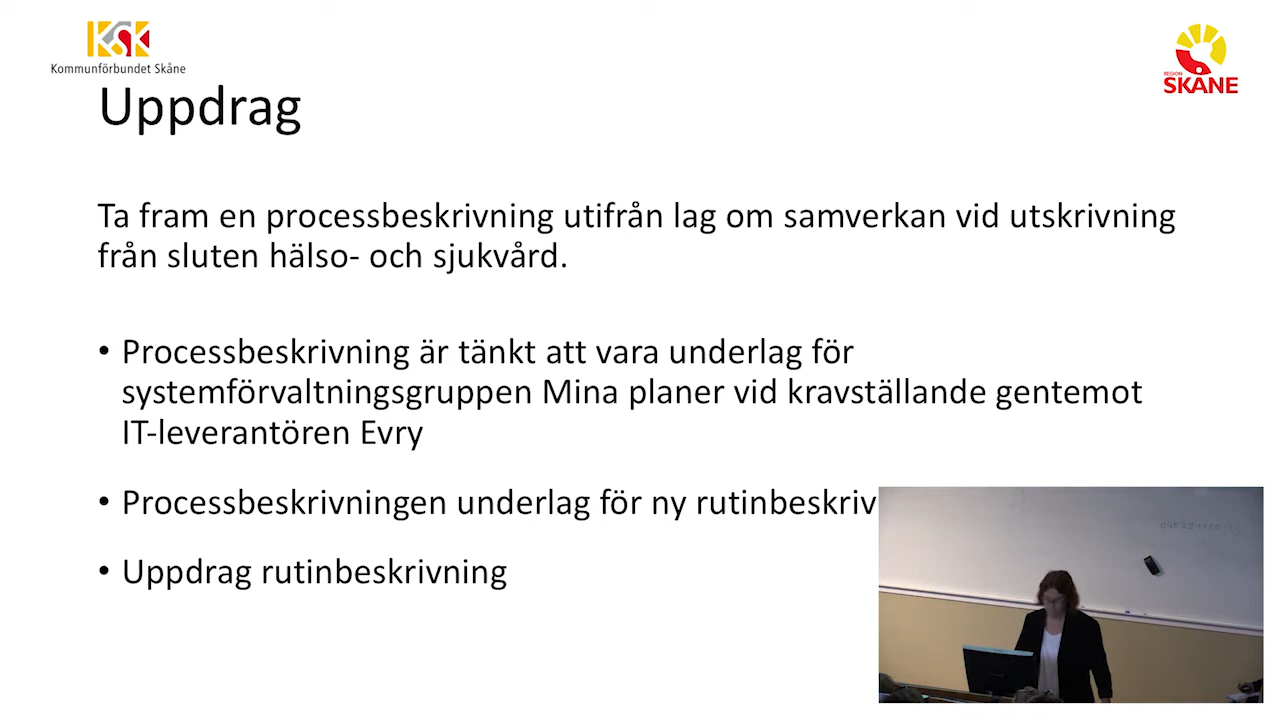 KSK
Kommunförbundet Skåne
REGION
SKÅNE
Uppdrag
Ta fram en processbeskrivning utifrån lag om samverkan vid utskrivning
från sluten hälso- och sjukvård.
• Processbeskrivning är tänkt att vara underlag för
systemförvaltningsgruppen Mina planer vid kravställande gentemot
IT-leverantören Evry
• Processbeskrivningen underlag för ny rutinbeskriv
• Uppdrag rutinbeskrivning